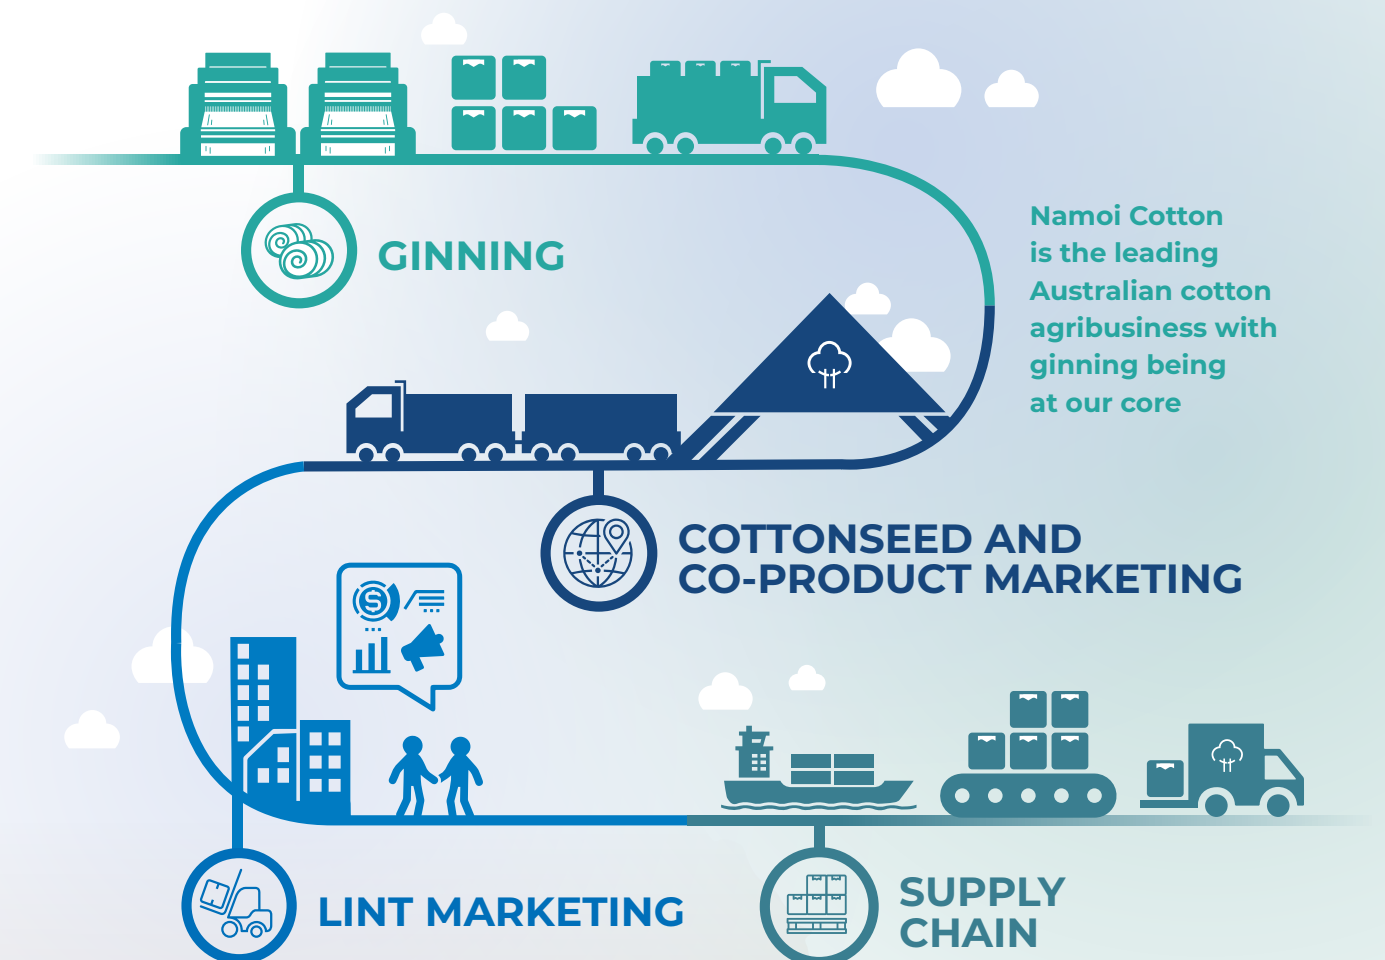 GINNING
Namoi Cotton
is the leading
Australian cotton
agribusiness with
ginning being
at our core
COTTONSEED AND
CO-PRODUCT MARKETING
$
LINT MARKETING
SUPPLY
CHAIN